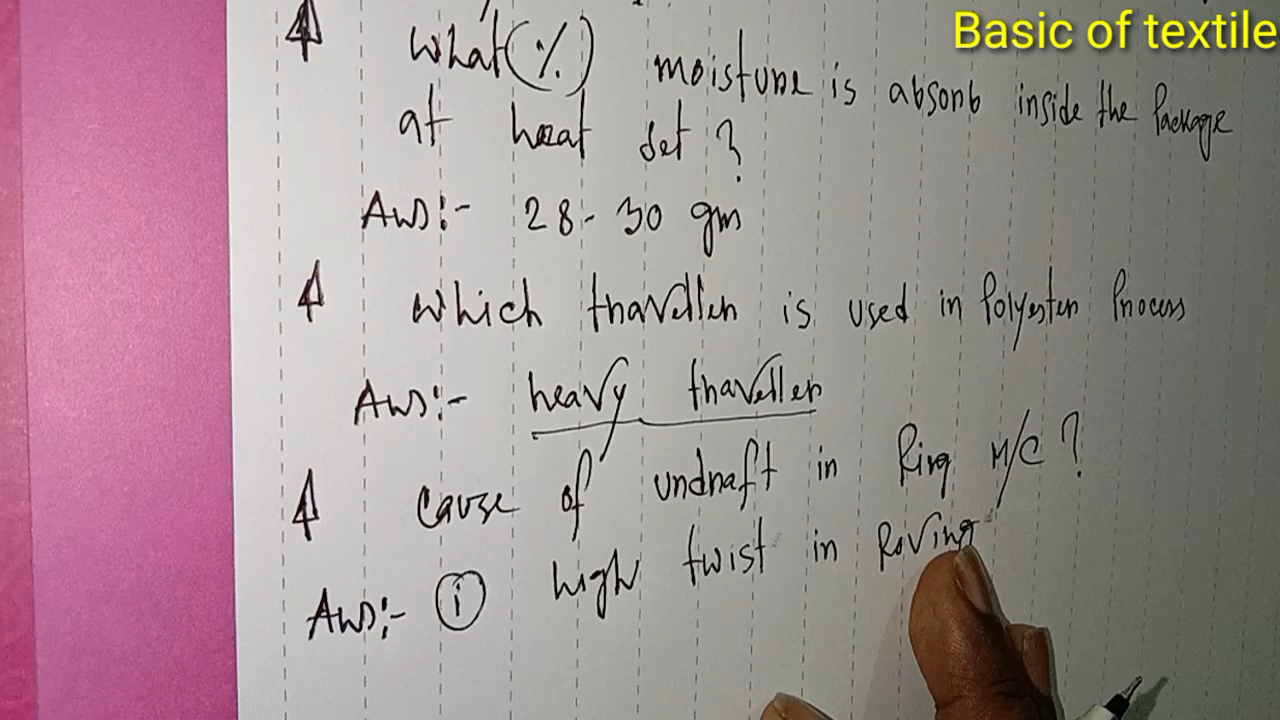 Basic of textile
What (%) moisture is absorb inside the Package
at heat set ?
Ans:- 28-30 gm
Which traveller is used in Polyester Process
Ans:- heavy traveller
Cause of undraft in Ring M/C ?
Ans:- (i) high twist in Roving